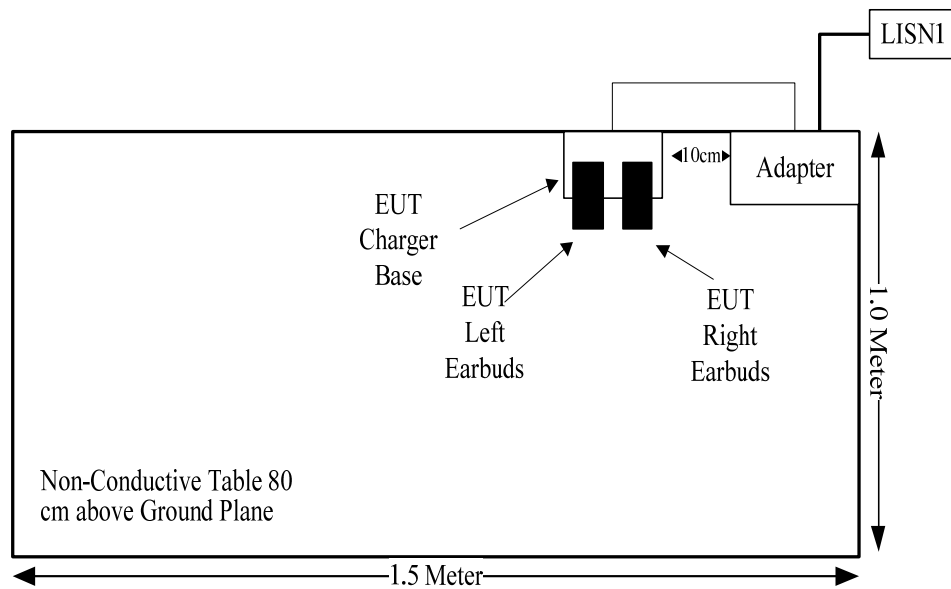 LISN1
10cm
Adapter
EUT
Charger
Base
EUT
Left
Earbuds
EUT
Right
Earbuds
1.0 Meter
Non-Conductive Table 80
cm above Ground Plane
1.5 Meter